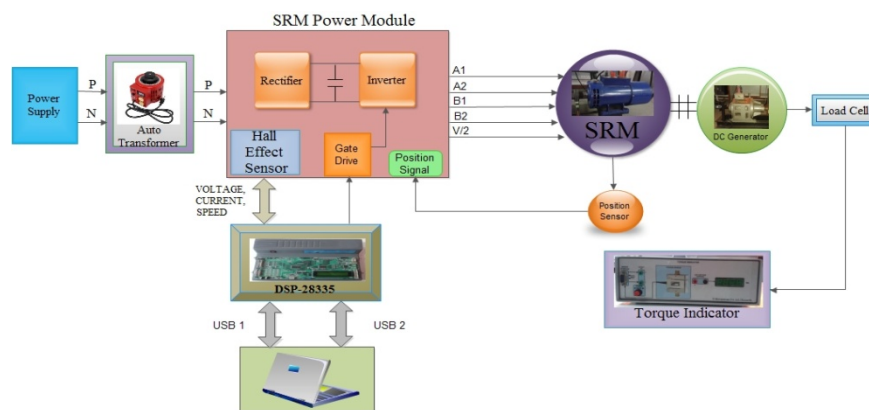 SRM Power Module
Power
Supply
P
N
Auto
Transformer
P
N
Rectifier
Inverter
Hall
Effect
Sensor
Gate
Drive
Position
Signal
A1
A2
B1
B2
V/2
SRM
DC Generator
Load Cell
VOLTAGE,
CURRENT,
SPEED
Position
Sensor
DSP-28335
Torque Indicator
USB 1
USB 2